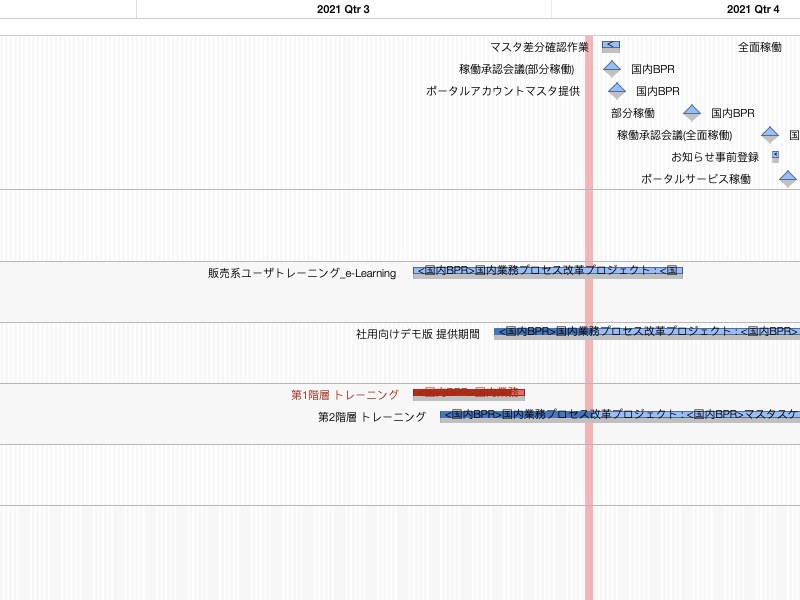 2021 Qtr 3
2021 Qtr 4
マスタ差分確認作業
<
全面稼働
稼働承認会議(部分稼働)
国内BPR
ポータルアカウントマスタ提供
国内BPR
部分稼働
国内BPR
稼働承認会議(全面稼働)
国
お知らせ事前登録
ポータルサービス稼働
販売系ユーザトレーニング_e-Learning
<国内BPR>国内業務プロセス改革プロジェクト : <国
社用向けデモ版 提供期間
<国内BPR>国内業務プロセス改革プロジェクト : <国内BPR>
第1階層 トレーニング
<国内BPR>国内業務
第2階層 トレーニング
<国内BPR>国内業務プロセス改革プロジェクト : <国内BPR>マスタスケ